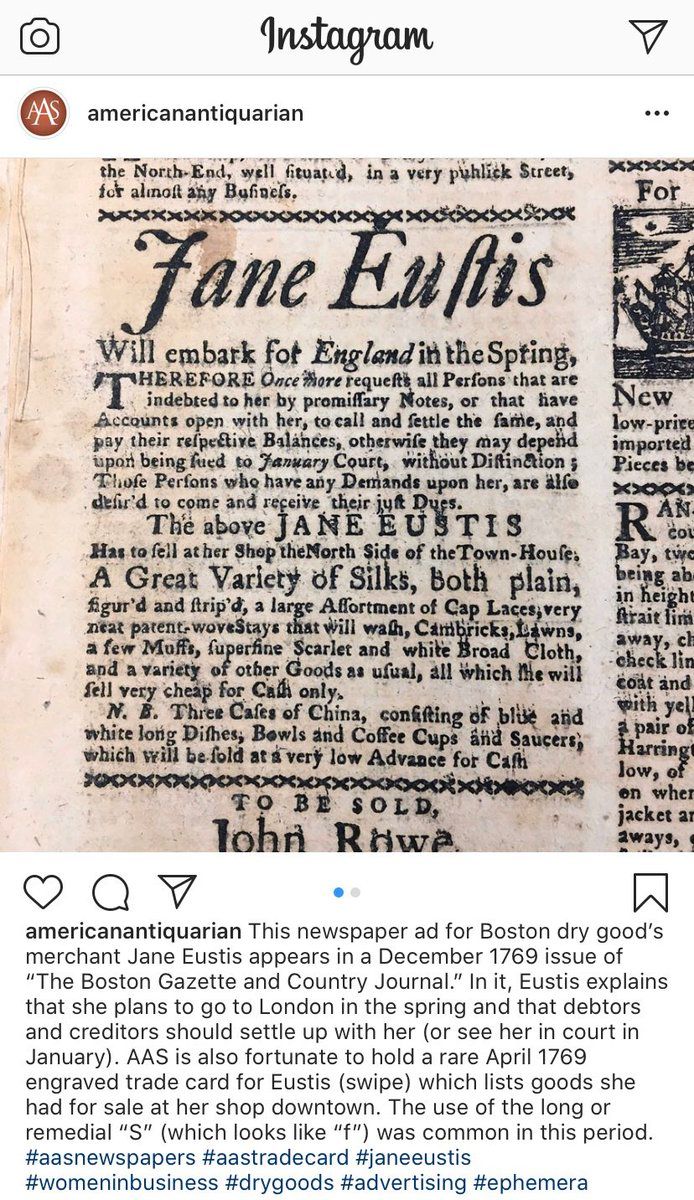 Instagram
AAS
americanantiquarian
the North-End, well ſituated, in a very publick Street,
for almoſt any Buſineſs.
Jane Euſtis
Will embark for England in the Spring,
THEREFORE Once More requeſts all Perſons that are
indebted to her by promiſſary Notes, or that have
Accounts open with her, to call and ſettle the ſame, and
pay their reſpective Balances, otherwiſe they may depend
upon being ſued to January Court, without Diſtinction;
Thoſe Perſons who have any Demands upon her, are alſo
deſir'd to come and receive their juſt Dues.
The above JANE EUSTIS
Has to ſell at her Shop the North Side of the Town-Houſe,
A Great Variety of Silks, both plain,
figur'd and ſtrip'd, a large Aſſortment of Cap Laces, very
neat patent-wove Stays that will waſh, Cambricks, Lawns,
a few Muffs, ſuperfine Scarlet and white Broad Cloth,
and a variety of other Goods as uſual, all which ſhe will
ſell very cheap for Caſh only.
N. B. Three Caſes of China, conſiſting of blue and
white long Diſhes, Bowls and Coffee Cups and Saucers,
which will be ſold at a very low Advance for Caſh
TO BE SOLD,
John Rowe
For
New
low-price
imported
Pieces be
RAN-
cou
Bay, two
being ab
in height
ſtrait lim
away, ch
check lin
coat and
with yell
a pair of
Harringt
low, of
on wher
jacket an
aways,
americanantiquarian This newspaper ad for Boston dry good's
merchant Jane Eustis appears in a December 1769 issue of
“The Boston Gazette and Country Journal.” In it, Eustis explains
that she plans to go to London in the spring and that debtors
and creditors should settle up with her (or see her in court in
January). AAS is also fortunate to hold a rare April 1769
engraved trade card for Eustis (swipe) which lists goods she
had for sale at her shop downtown. The use of the long or
remedial “S” (which looks like “f”) was common in this period.
#aasnewspapers #aastradecard #janeeustis
#womeninbusiness #drygoods #advertising #ephemera